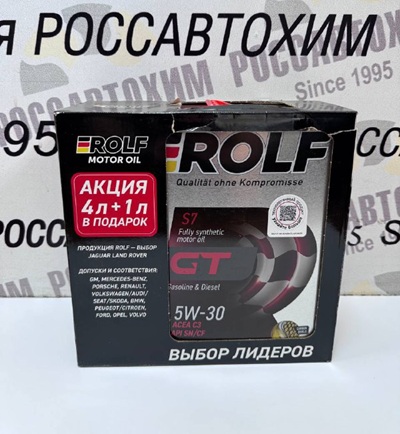 я РОССАВТОХИМ РОССАВТОХИМ
Since 1995
ROLF
MOTOR OIL
АКЦИЯ
4л+1л
В ПОДАРОК
ПРОДУКЦИЯ ROLF – ВЫБОР
JAGUAR LAND ROVER
ДОПУСКИ И СООТВЕТСТВИЯ:
GM, MERCEDES-BENZ,
PORSCHE, RENAULT,
VOLKSWAGEN/AUDI/
SEAT/SKODA, BMW,
PEUGEOT/CITROEN,
FORD, OPEL, VOLVO
ROLF
Qualität ohne Kompromisse
S7
Fully synthetic
motor oil
GT
Gasoline & Diesel
5W-30
ACEA C3
API SN/CF
ВЫБОР ЛИДЕРОВ